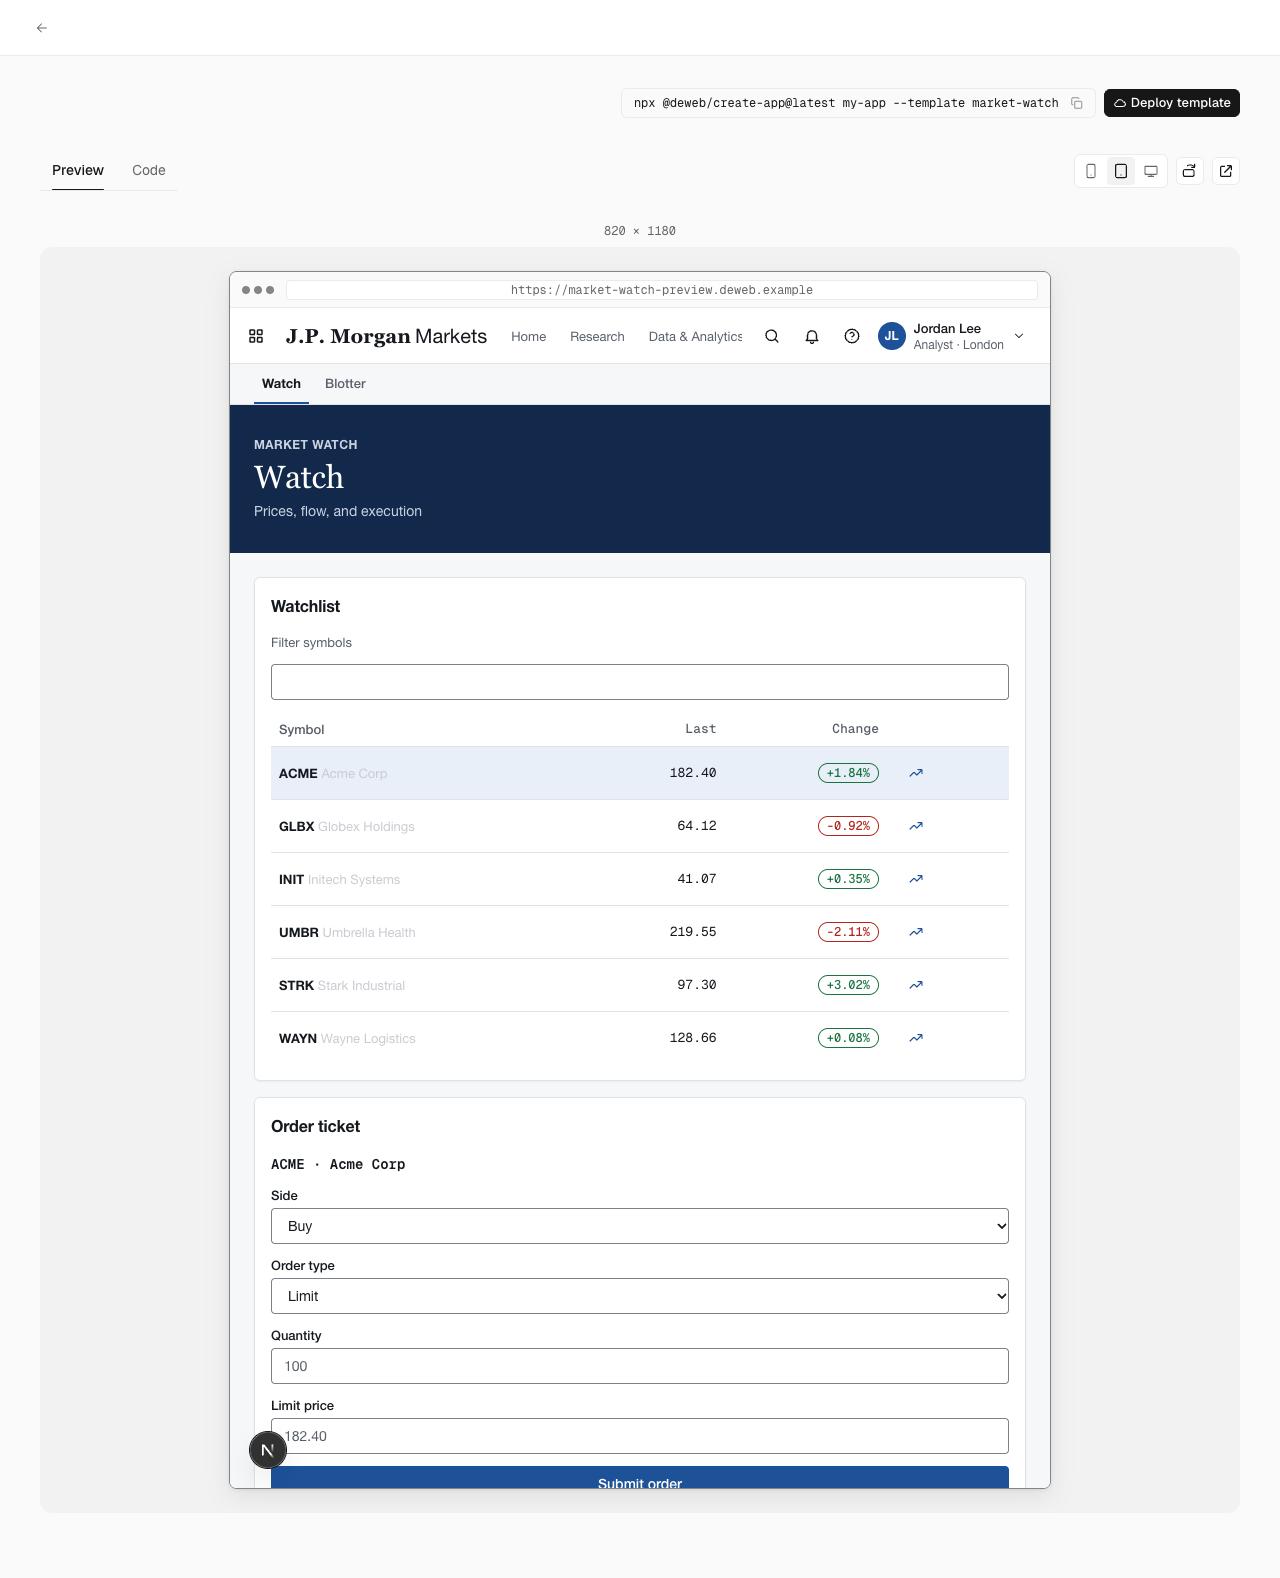 npx @deweb/create-app@latest my-app --template market-watch
Deploy template
Preview
Code
820 × 1180
https://market-watch-preview.deweb.example
J.P. Morgan Markets
Home
Research
Data & Analytics
JL
Jordan Lee
Analyst · London
Watch
Blotter
MARKET WATCH
Watch
Prices, flow, and execution
Watchlist
Filter symbols
Symbol Last Change
ACME Acme Corp 182.40 +1.84%
GLBX Globex Holdings 64.12 -0.92%
INIT Initech Systems 41.07 +0.35%
UMBR Umbrella Health 219.55 -2.11%
STRK Stark Industrial 97.30 +3.02%
WAYN Wayne Logistics 128.66 +0.08%
Order ticket
ACME · Acme Corp
Side
Buy
Order type
Limit
Quantity
100
Limit price
182.40
N
Submit order